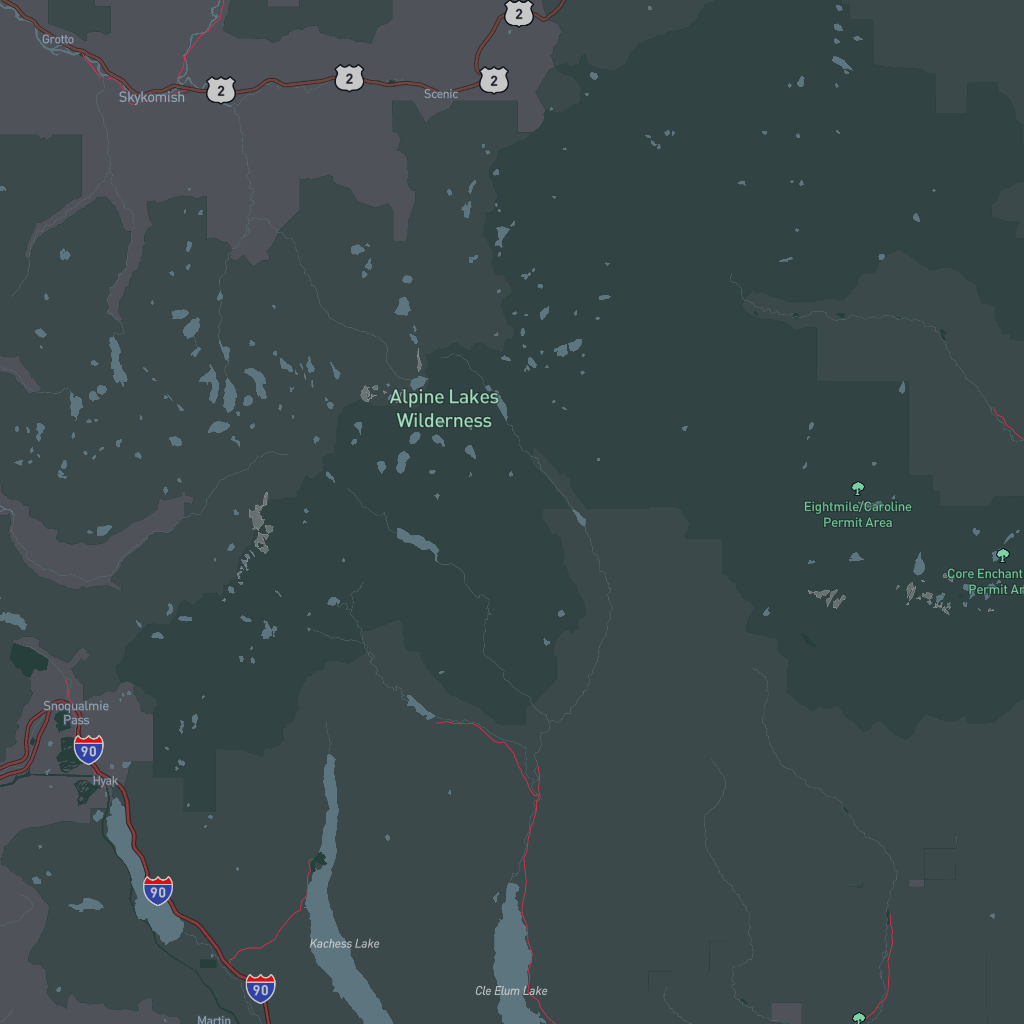 2
Grotto
2
2
2
Skykomish
Scenic
Alpine Lakes
Wilderness
Eightmile/Caroline
Permit Area
Core Enchant
Permit Ar
Snoqualmie
Pass
90
Hyak
90
Kachess Lake
90
Cle Elum Lake
Martin